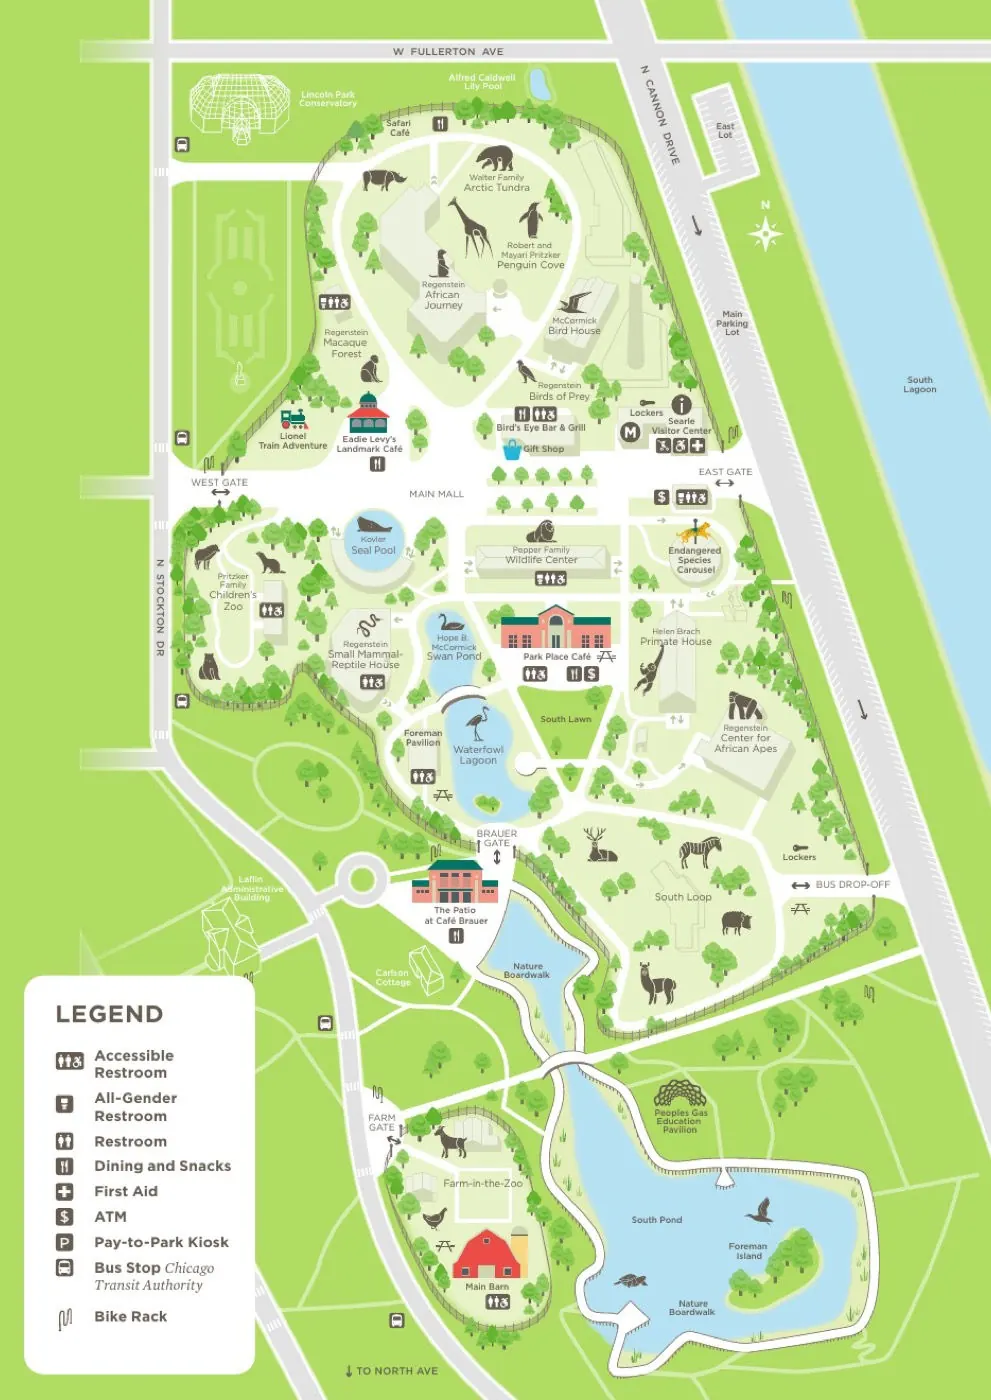 W FULLERTON AVE
N CANNON DRIVE
Lincoln Park
Conservatory
Alfred Caldwell
Lily Pool
East
Lot
Safari
Café
Walter Family
Arctic Tundra
N
Robert and
Mayari Pritzker
Penguin Cove
Regenstein
African
Journey
McCormick
Bird House
Main
Parking
Lot
Regenstein
Macaque
Forest
South
Lagoon
Regenstein
Birds of Prey
Lionel
Train Adventure
Eadie Levy's
Landmark Café
Bird's Eye Bar & Grill
Gift Shop
Lockers
i
M
Searle
Visitor Center
WEST GATE
MAIN MALL
EAST GATE
$
Kovler
Seal Pool
Pepper Family
Wildlife Center
Endangered
Species
Carousel
N STOCKTON DR
Pritzker
Family
Children's
Zoo
Regenstein
Small Mammal-
Reptile House
Hope B.
McCormick
Swan Pond
Park Place Café
$
Helen Brach
Primate House
Foreman
Pavilion
Waterfowl
Lagoon
South Lawn
Regenstein
Center for
African Apes
BRAUER
GATE
Lockers
BUS DROP-OFF
Laflin
Administrative
Building
The Patio
at Café Brauer
South Loop
Carlson
Cottage
Nature
Boardwalk
LEGEND
Accessible
Restroom
All-Gender
Restroom
Restroom
Dining and Snacks
First Aid
$ ATM
P Pay-to-Park Kiosk
Bus Stop Chicago
Transit Authority
Bike Rack
FARM
GATE
Peoples Gas
Education
Pavilion
Farm-in-the-Zoo
Main Barn
South Pond
Foreman
Island
Nature
Boardwalk
TO NORTH AVE